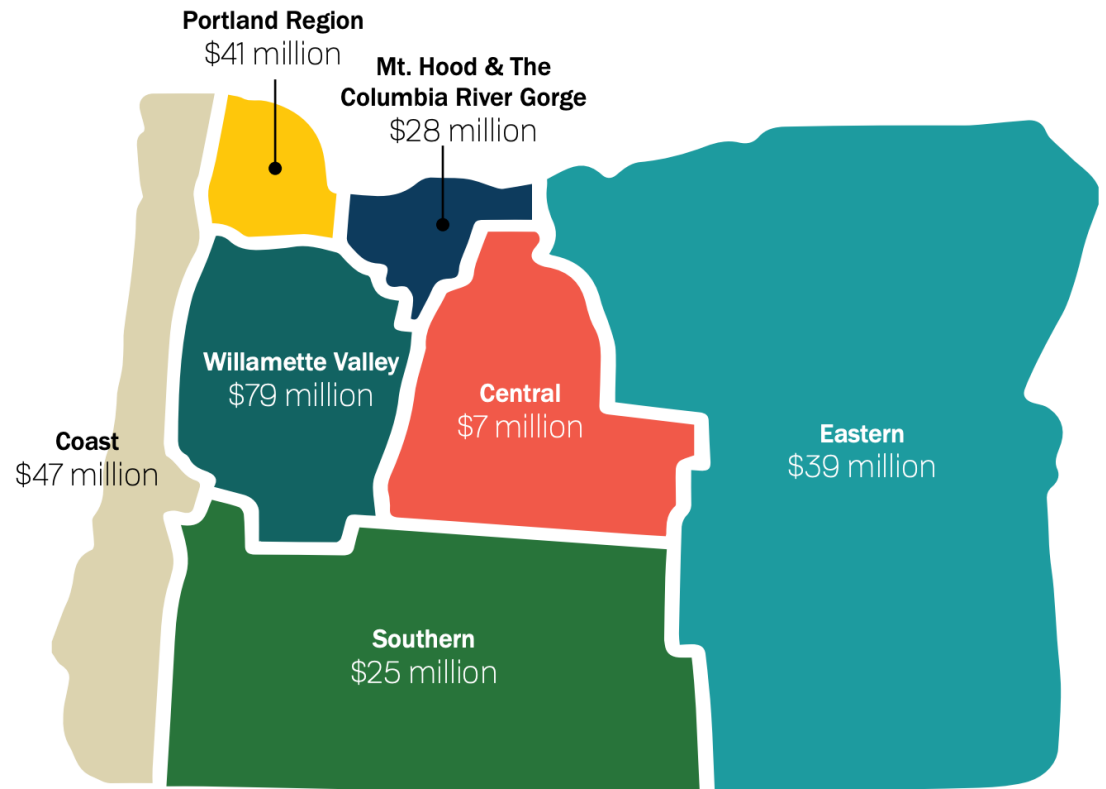 Portland Region
$41 million
Mt. Hood & The
Columbia River Gorge
$28 million
Willamette Valley
$79 million
Central
$7 million
Coast
$47 million
Eastern
$39 million
Southern
$25 million